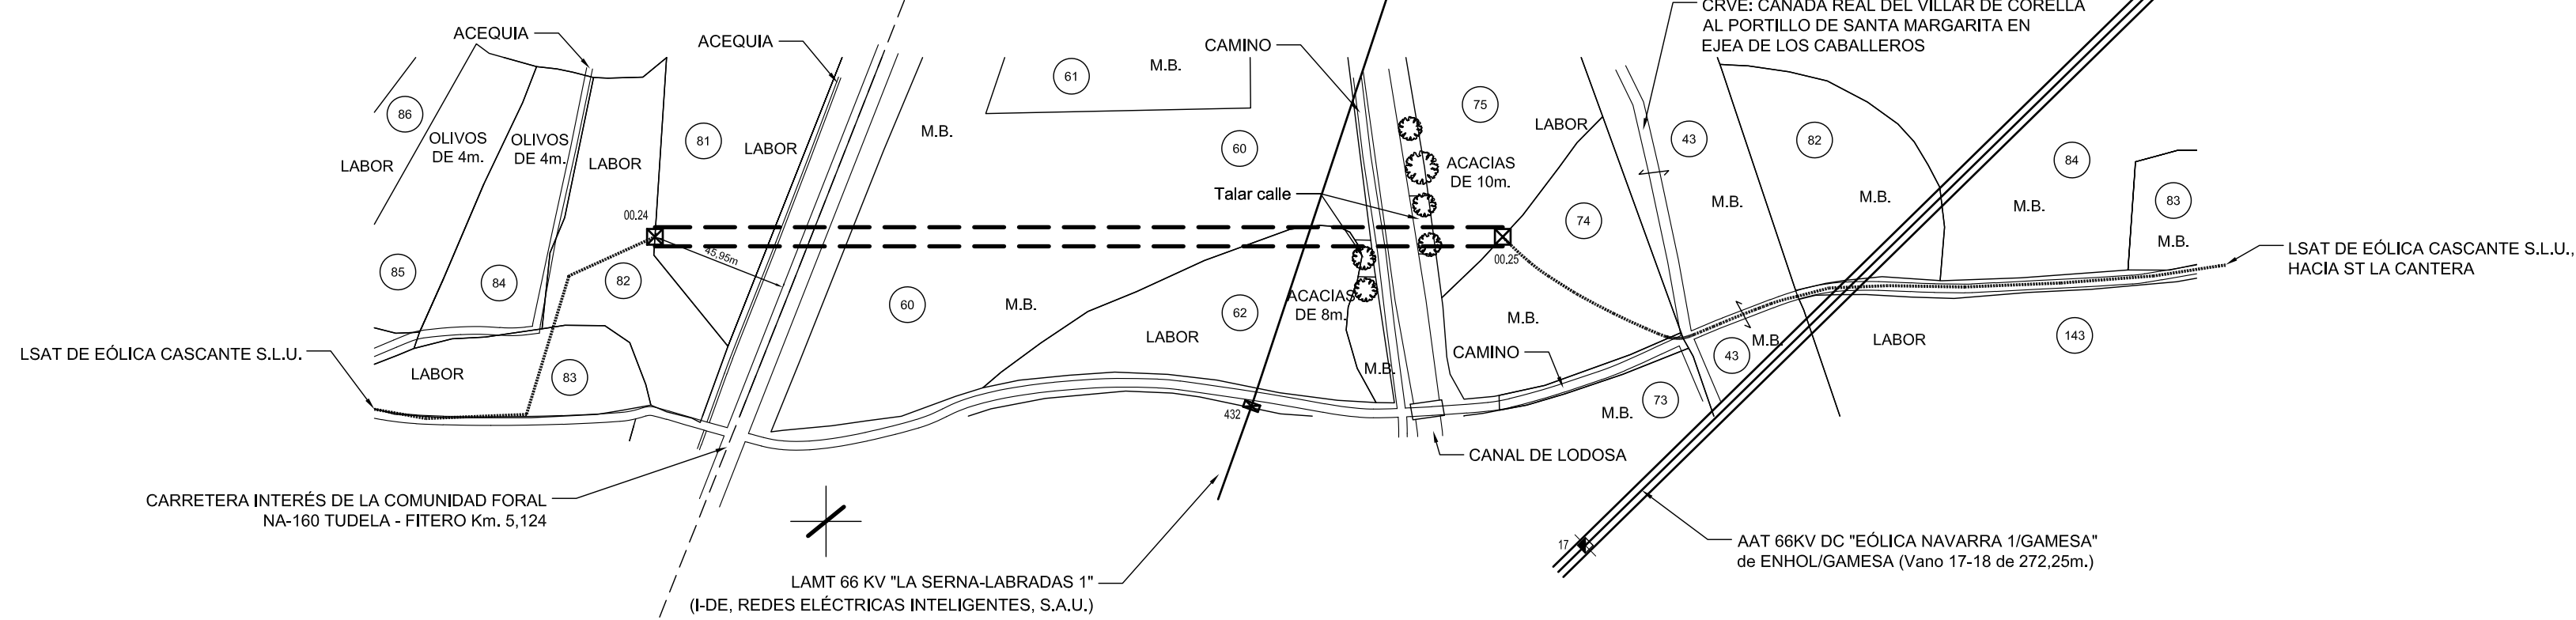 CRVE: CAÑADA REAL DEL VILLAR DE CORELLA
AL PORTILLO DE SANTA MARGARITA EN
EJEA DE LOS CABALLEROS
ACEQUIA
ACEQUIA
CAMINO
M.B.
61
86
75
OLIVOS
DE 4m.
OLIVOS
DE 4m.
LABOR
LABOR
81
LABOR
M.B.
60
LABOR
43
82
84
ACACIAS
DE 10m.
M.B.
M.B.
M.B.
83
M.B.
Talar calle
00.24
74
45,95m
00.25
LSAT DE EÓLICA CASCANTE S.L.U.,
HACIA ST LA CANTERA
85
84
82
60
M.B.
62
ACACIAS
DE 8m.
M.B.
LABOR
143
LABOR
M.B.
43
CAMINO
M.B.
LSAT DE EÓLICA CASCANTE S.L.U.
LABOR
83
73
M.B.
432
CANAL DE LODOSA
CARRETERA INTERÉS DE LA COMUNIDAD FORAL
NA-160 TUDELA - FITERO Km. 5,124
17
AAT 66KV DC "EÓLICA NAVARRA 1/GAMESA"
de ENHOL/GAMESA (Vano 17-18 de 272,25m.)
LAMT 66 KV "LA SERNA-LABRADAS 1"
(I-DE, REDES ELÉCTRICAS INTELIGENTES, S.A.U.)